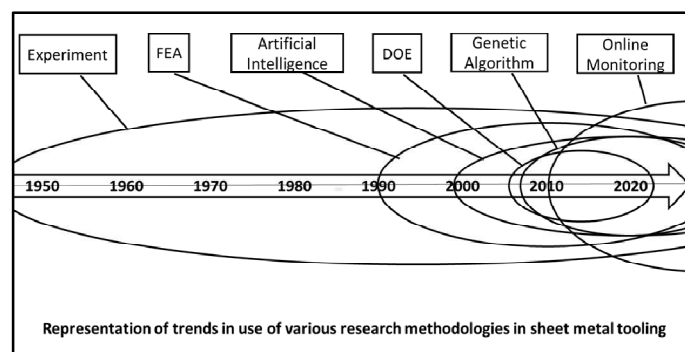 Experiment
FEA
Artificial
Intelligence
DOE
Genetic
Algorithm
Online
Monitoring
1950 1960 1970 1980 1990 2000 2010 2020
Representation of trends in use of various research methodologies in sheet metal tooling